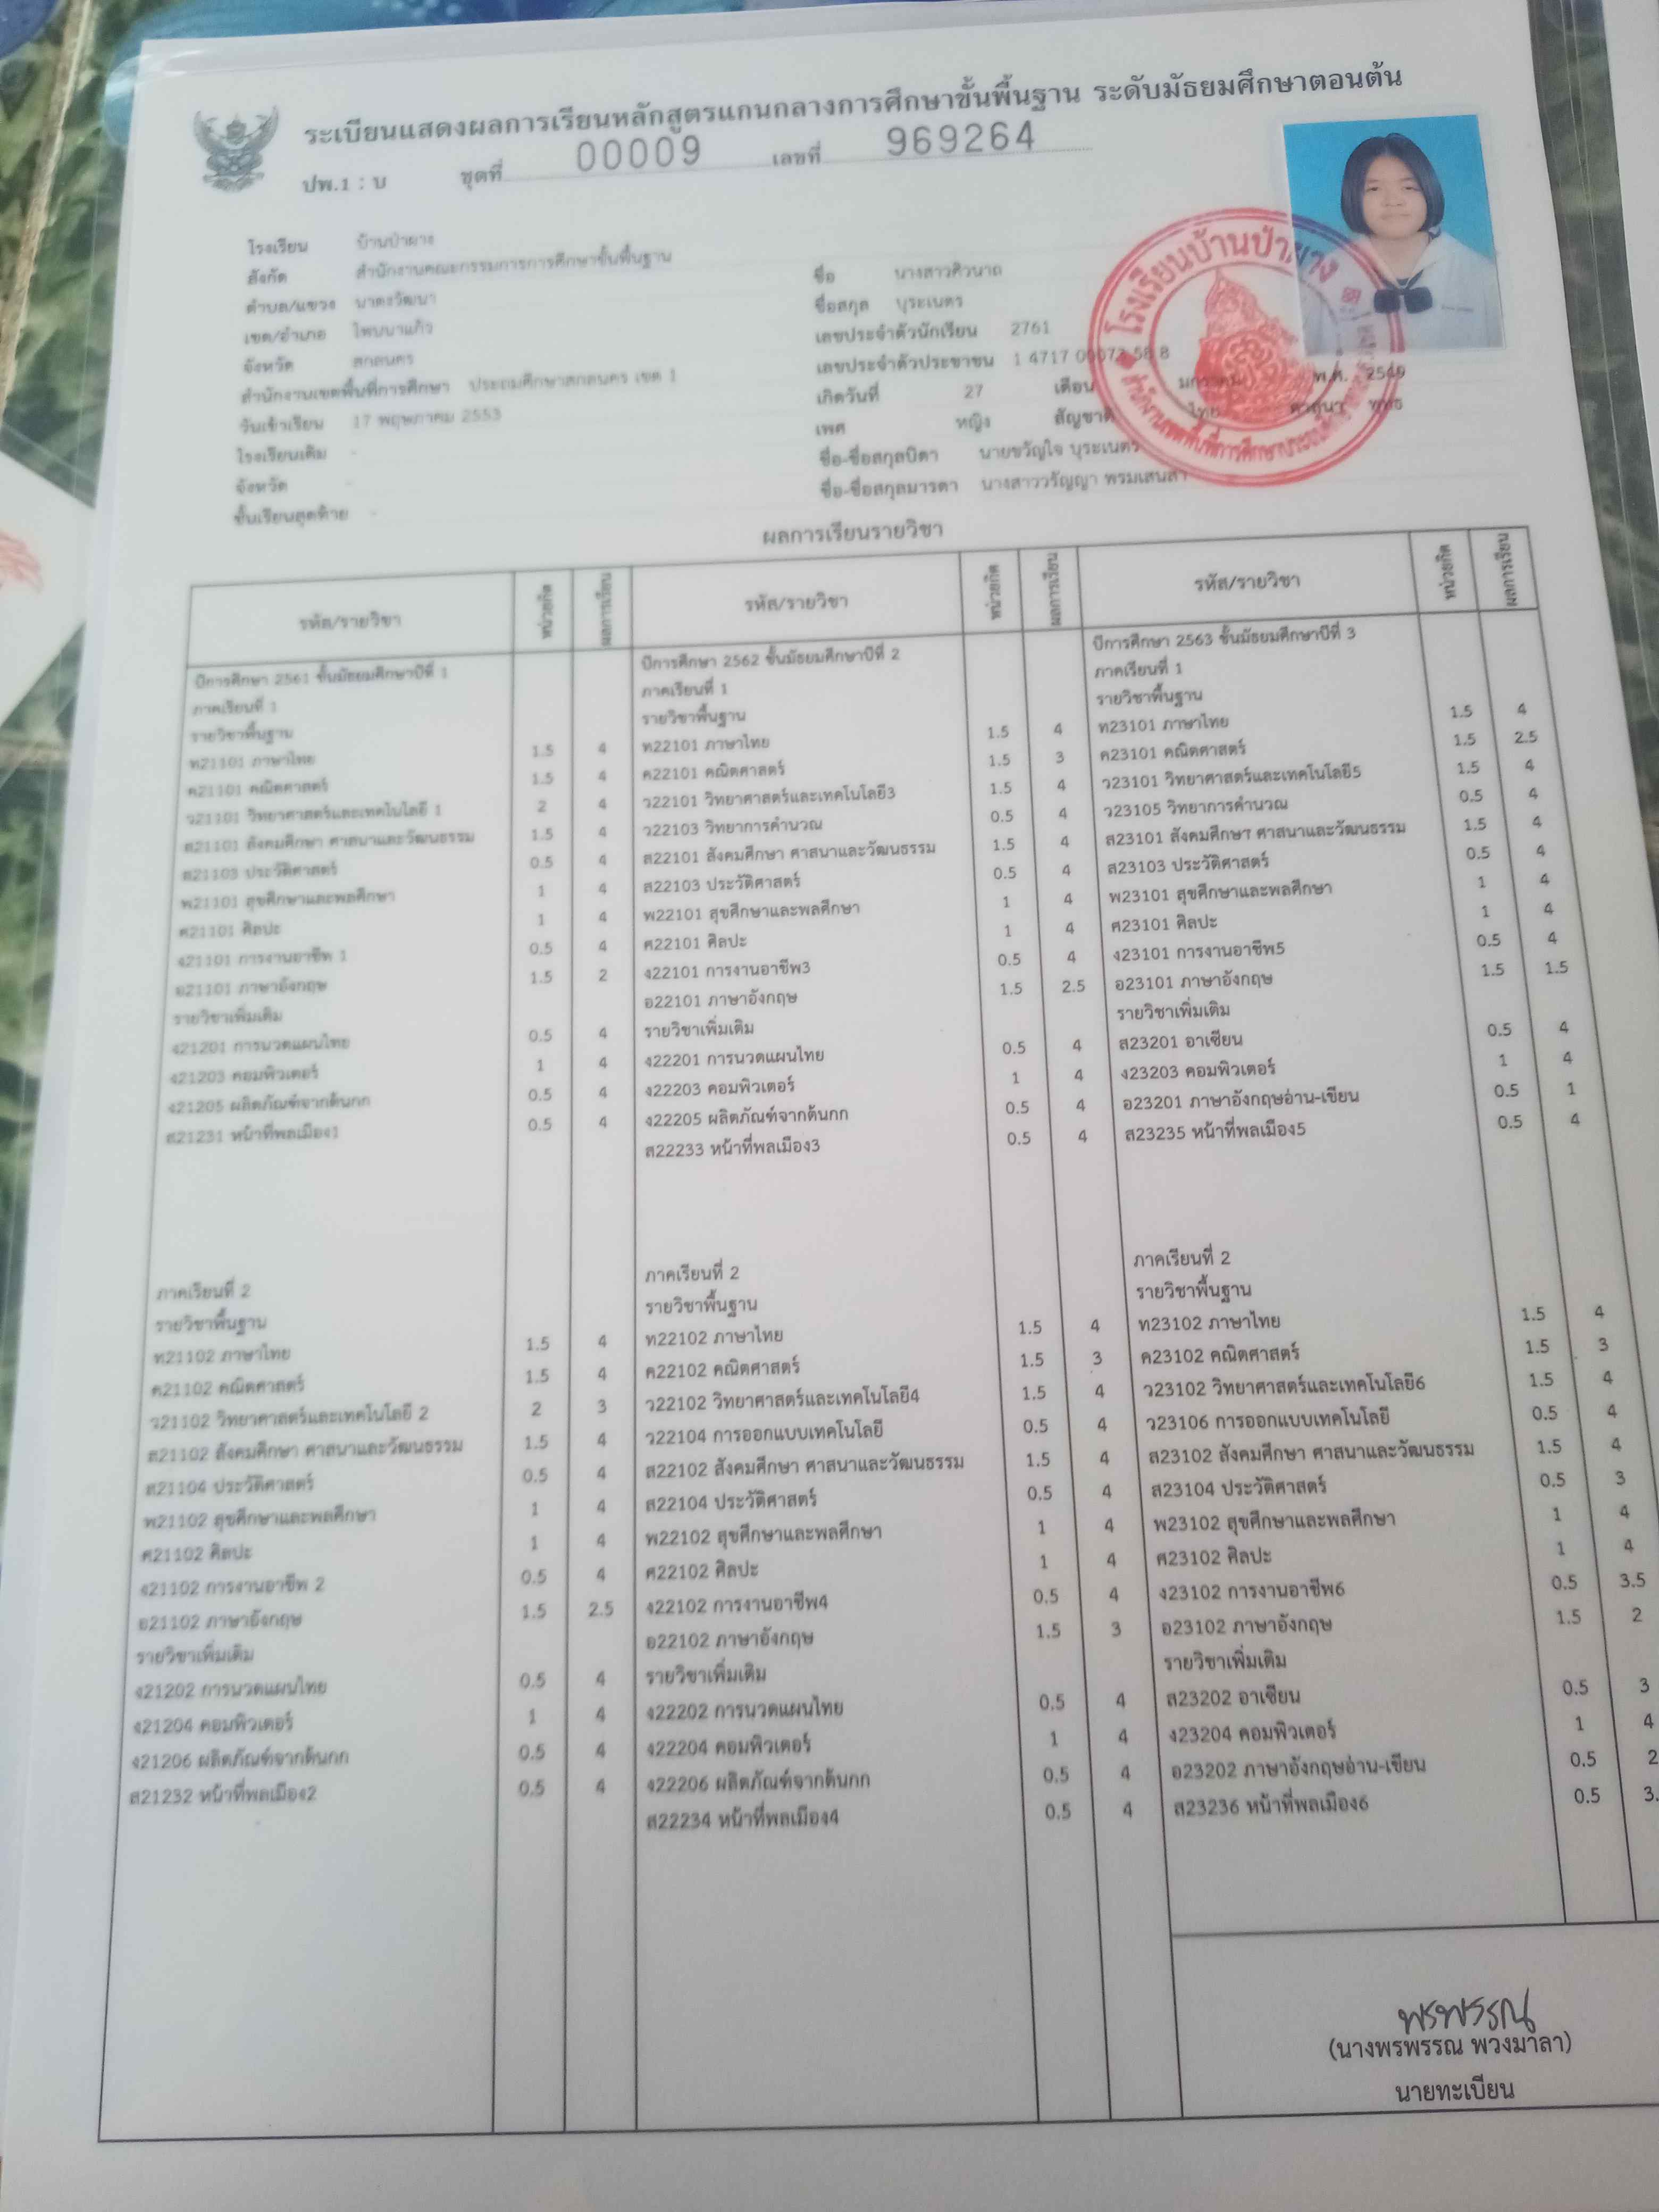 ระเบียนแสดงผลการเรียนหลักสูตรแกนกลางการศึกษาขั้นพื้นฐาน ระดับมัธยมศึกษาตอนต้น
ปพ.1 : บ ชุดที่ 00009 เลขที่ 969264
โรงเรียน บ้านป่าผาง
สังกัด สำนักงานคณะกรรมการการศึกษาขั้นพื้นฐาน
ตำบล/แขวง นาตงวัฒนา
เขต/อำเภอ โพนนาแก้ว
จังหวัด สกลนคร
สำนักงานเขตพื้นที่การศึกษา ประถมศึกษาสกลนคร เขต 1
วันเข้าเรียน 17 พฤษภาคม 2553
โรงเรียนเดิม -
จังหวัด -
ชั้นเรียนสุดท้าย -
ชื่อ นางสาวศิวนาถ
ชื่อสกุล บุระเนตร
เลขประจำตัวนักเรียน 2761
เลขประจำตัวประชาชน 1 4717 58 8
เกิดวันที่ 27 เดือน มกราคม พ.ศ. 2549
เพศ หญิง สัญชาติ ไทย ศาสนา พุทธ
ชื่อ-ชื่อสกุลบิดา นายขวัญใจ บุระเนตร
ชื่อ-ชื่อสกุลมารดา นางสาววรัญญา พรมเสนสา
ผลการเรียนรายวิชา
รหัส/รายวิชา หน่วยกิต ผลการเรียน
ปีการศึกษา 2561 ชั้นมัธยมศึกษาปีที่ 1
ภาคเรียนที่ 1
รายวิชาพื้นฐาน
ท21101 ภาษาไทย 1.5 4
ค21101 คณิตศาสตร์ 1.5 4
ว21101 วิทยาศาสตร์และเทคโนโลยี 1 2 4
ส21101 สังคมศึกษา ศาสนาและวัฒนธรรม 1.5 4
ส21103 ประวัติศาสตร์ 0.5 4
พ21101 สุขศึกษาและพลศึกษา 1 4
ศ21101 ศิลปะ 1 4
ง21101 การงานอาชีพ 1 0.5 4
อ21101 ภาษาอังกฤษ 1.5 2
รายวิชาเพิ่มเติม
ง21201 การนวดแผนไทย 0.5 4
ง21203 คอมพิวเตอร์ 1 4
ง21205 ผลิตภัณฑ์จากต้นกก 0.5 4
ส21231 หน้าที่พลเมือง1 0.5 4
ภาคเรียนที่ 2
รายวิชาพื้นฐาน
ท21102 ภาษาไทย 1.5 4
ค21102 คณิตศาสตร์ 1.5 4
ว21102 วิทยาศาสตร์และเทคโนโลยี 2 2 3
ส21102 สังคมศึกษา ศาสนาและวัฒนธรรม 1.5 4
ส21104 ประวัติศาสตร์ 0.5 4
พ21102 สุขศึกษาและพลศึกษา 1 4
ศ21102 ศิลปะ 1 4
ง21102 การงานอาชีพ 2 0.5 4
อ21102 ภาษาอังกฤษ 1.5 2.5
รายวิชาเพิ่มเติม
ง21202 การนวดแผนไทย 0.5 4
ง21204 คอมพิวเตอร์ 1 4
ง21206 ผลิตภัณฑ์จากต้นกก 0.5 4
ส21232 หน้าที่พลเมือง2 0.5 4
รหัส/รายวิชา หน่วยกิต ผลการเรียน
ปีการศึกษา 2562 ชั้นมัธยมศึกษาปีที่ 2
ภาคเรียนที่ 1
รายวิชาพื้นฐาน
ท22101 ภาษาไทย 1.5 4
ค22101 คณิตศาสตร์ 1.5 3
ว22101 วิทยาศาสตร์และเทคโนโลยี3 1.5 4
ว22103 วิทยาการคำนวณ 0.5 4
ส22101 สังคมศึกษา ศาสนาและวัฒนธรรม 1.5 4
ส22103 ประวัติศาสตร์ 0.5 4
พ22101 สุขศึกษาและพลศึกษา 1 4
ศ22101 ศิลปะ 1 4
ง22101 การงานอาชีพ3 0.5 4
อ22101 ภาษาอังกฤษ 1.5 2.5
รายวิชาเพิ่มเติม
ง22201 การนวดแผนไทย 0.5 4
ง22203 คอมพิวเตอร์ 1 4
ง22205 ผลิตภัณฑ์จากต้นกก 0.5 4
ส22233 หน้าที่พลเมือง3 0.5 4
ภาคเรียนที่ 2
รายวิชาพื้นฐาน
ท22102 ภาษาไทย 1.5 4
ค22102 คณิตศาสตร์ 1.5 3
ว22102 วิทยาศาสตร์และเทคโนโลยี4 1.5 4
ว22104 การออกแบบเทคโนโลยี 0.5 4
ส22102 สังคมศึกษา ศาสนาและวัฒนธรรม 1.5 4
ส22104 ประวัติศาสตร์ 0.5 4
พ22102 สุขศึกษาและพลศึกษา 1 4
ศ22102 ศิลปะ 1 4
ง22102 การงานอาชีพ4 0.5 4
อ22102 ภาษาอังกฤษ 1.5 3
รายวิชาเพิ่มเติม
ง22202 การนวดแผนไทย 0.5 4
ง22204 คอมพิวเตอร์ 1 4
ง22206 ผลิตภัณฑ์จากต้นกก 0.5 4
ส22234 หน้าที่พลเมือง4 0.5 4
รหัส/รายวิชา หน่วยกิต ผลการเรียน
ปีการศึกษา 2563 ชั้นมัธยมศึกษาปีที่ 3
ภาคเรียนที่ 1
รายวิชาพื้นฐาน
ท23101 ภาษาไทย 1.5 4
ค23101 คณิตศาสตร์ 1.5 2.5
ว23101 วิทยาศาสตร์และเทคโนโลยี5 1.5 4
ว23105 วิทยาการคำนวณ 0.5 4
ส23101 สังคมศึกษา ศาสนาและวัฒนธรรม 1.5 4
ส23103 ประวัติศาสตร์ 0.5 4
พ23101 สุขศึกษาและพลศึกษา 1 4
ศ23101 ศิลปะ 1 4
ง23101 การงานอาชีพ5 0.5 4
อ23101 ภาษาอังกฤษ 1.5 1.5
รายวิชาเพิ่มเติม
ส23201 อาเซียน 0.5 4
ง23203 คอมพิวเตอร์ 1 4
อ23201 ภาษาอังกฤษอ่าน-เขียน 0.5 1
ส23235 หน้าที่พลเมือง5 0.5 4
ภาคเรียนที่ 2
รายวิชาพื้นฐาน
ท23102 ภาษาไทย 1.5 4
ค23102 คณิตศาสตร์ 1.5 3
ว23102 วิทยาศาสตร์และเทคโนโลยี6 1.5 4
ว23106 การออกแบบเทคโนโลยี 0.5 4
ส23102 สังคมศึกษา ศาสนาและวัฒนธรรม 1.5 4
ส23104 ประวัติศาสตร์ 0.5 3
พ23102 สุขศึกษาและพลศึกษา 1 4
ศ23102 ศิลปะ 1 4
ง23102 การงานอาชีพ6 0.5 3.5
อ23102 ภาษาอังกฤษ 1.5 2
รายวิชาเพิ่มเติม
ส23202 อาเซียน 0.5 3
ง23204 คอมพิวเตอร์ 1 4
อ23202 ภาษาอังกฤษอ่าน-เขียน 0.5 2
ส23236 หน้าที่พลเมือง6 0.5 3.
พรพรรณ
(นางพรพรรณ พวงมาลา)
นายทะเบียน